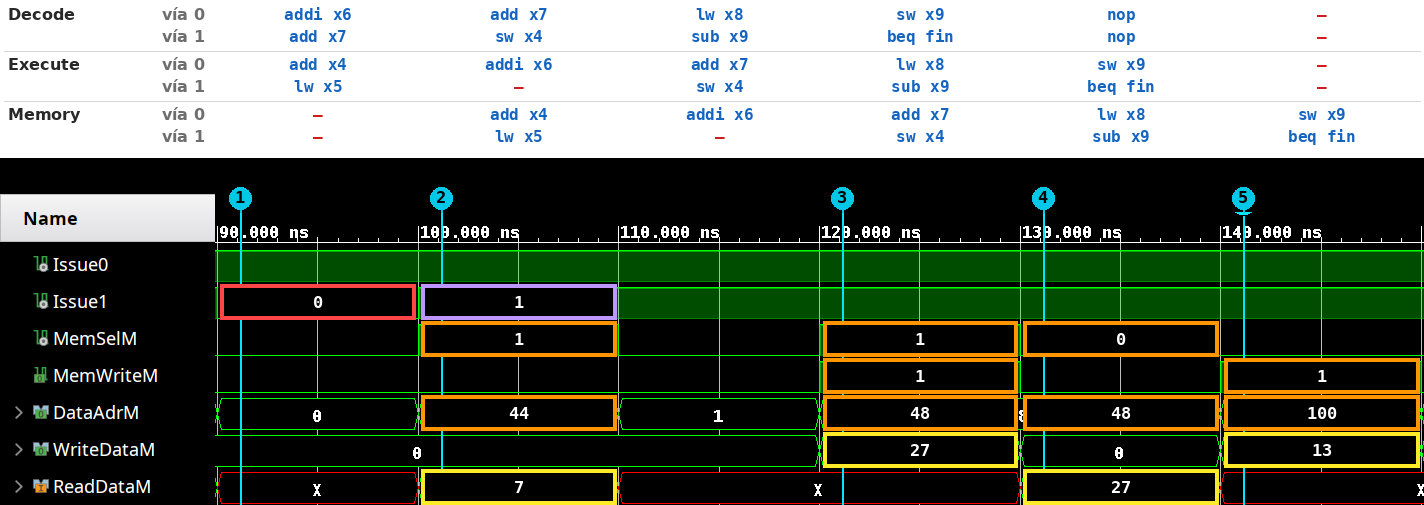 Decode vía 0 addi x6 add x7 lw x8 sw x9 nop –
vía 1 add x7 sw x4 sub x9 beq fin nop –
Execute vía 0 add x4 addi x6 add x7 lw x8 sw x9 –
vía 1 lw x5 – sw x4 sub x9 beq fin –
Memory vía 0 – add x4 addi x6 add x7 lw x8 sw x9
vía 1 – lw x5 – sw x4 sub x9 beq fin
1 2 3 4 5
Name
90.000 ns 100.000 ns 110.000 ns 120.000 ns 130.000 ns 140.000 ns
Issue0
Issue1 0 1
MemSelM 1 1 0
MemWriteM 1 1
DataAdrM 0 44 1 48 48 100
WriteDataM 0 27 0 13
ReadDataM X 7 X 27 X